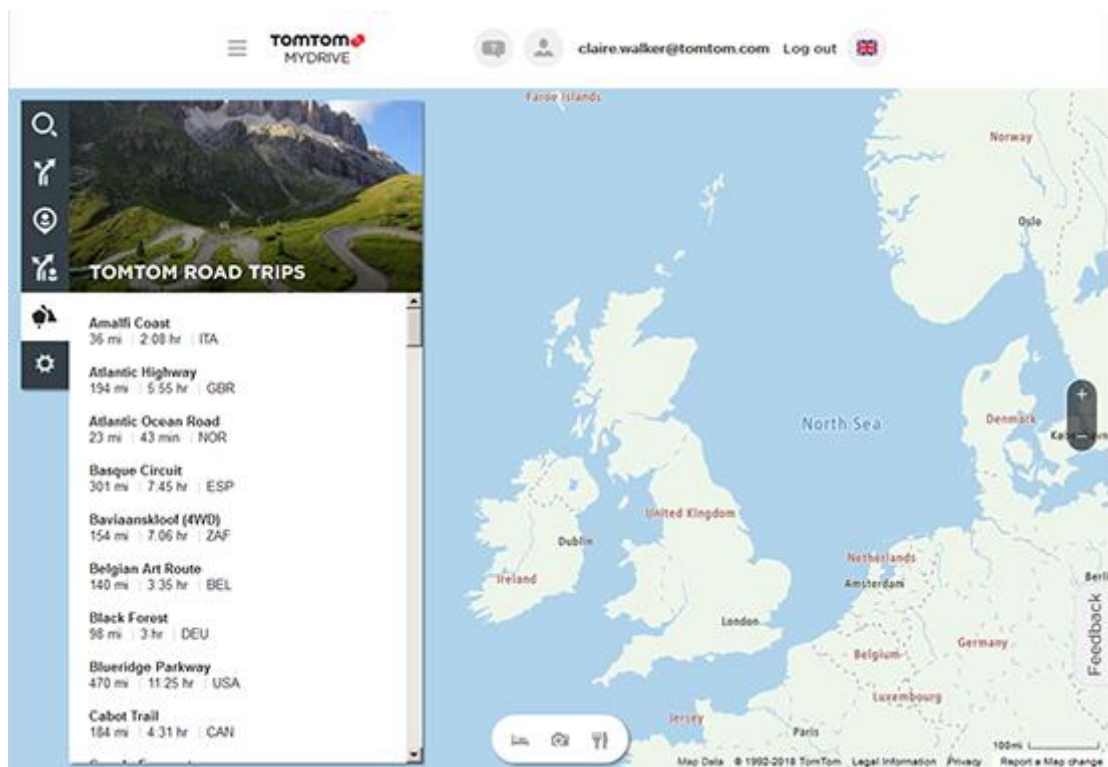 TOMTOM
MYDRIVE
claire.walker@tomtom.com Log out
TOMTOM ROAD TRIPS
Amalfi Coast
36 mi 2:08 hr ITA
Atlantic Highway
194 mi 5:55 hr GBR
Atlantic Ocean Road
23 mi 43 min NOR
Basque Circuit
301 mi 7:45 hr ESP
Baviaanskloof (4WD)
154 mi 7:06 hr ZAF
Belgian Art Route
140 mi 3:35 hr BEL
Black Forest
98 mi 3 hr DEU
Blueridge Parkway
470 mi 11:25 hr USA
Cabot Trail
184 mi 4:31 hr CAN
Faroe Islands
Norway
Oslo
North Sea
Denmark
United Kingdom
Dublin
Ireland
Netherlands
Amsterdam
London
Germany
Belgium
Luxembourg
Jersey
Paris
Feedback
100mi
Map Data © 1992-2018 TomTom Legal Information Privacy Report a Map change